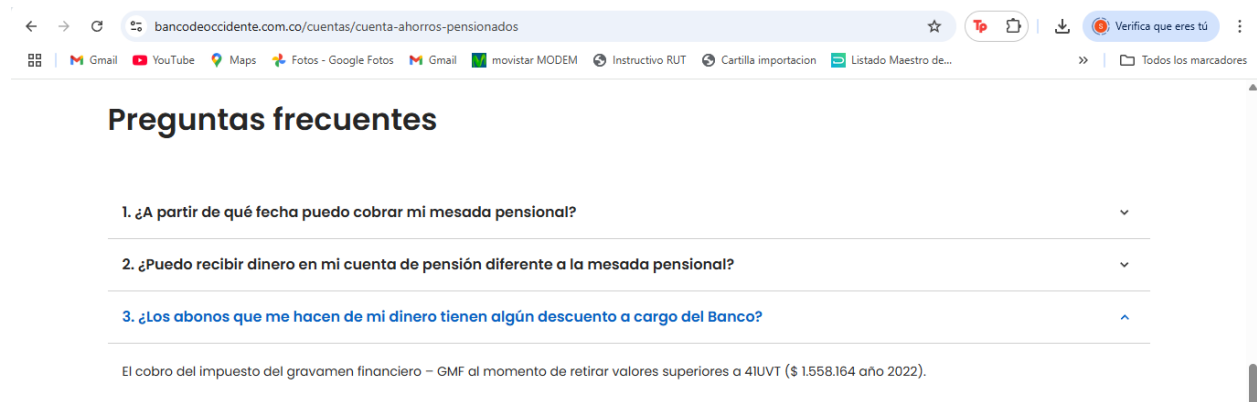 bancodeoccidente.com.co/cuentas/cuenta-ahorros-pensionados
Tp
Verifica que eres tú
Gmail
YouTube
Maps
Fotos - Google Fotos
Gmail
movistar MODEM
Instructivo RUT
Cartilla importacion
Listado Maestro de...
Todos los marcadores
Preguntas frecuentes
1. ¿A partir de qué fecha puedo cobrar mi mesada pensional?
2. ¿Puedo recibir dinero en mi cuenta de pensión diferente a la mesada pensional?
3. ¿Los abonos que me hacen de mi dinero tienen algún descuento a cargo del Banco?
El cobro del impuesto del gravamen financiero – GMF al momento de retirar valores superiores a 41UVT ($ 1.558.164 año 2022).